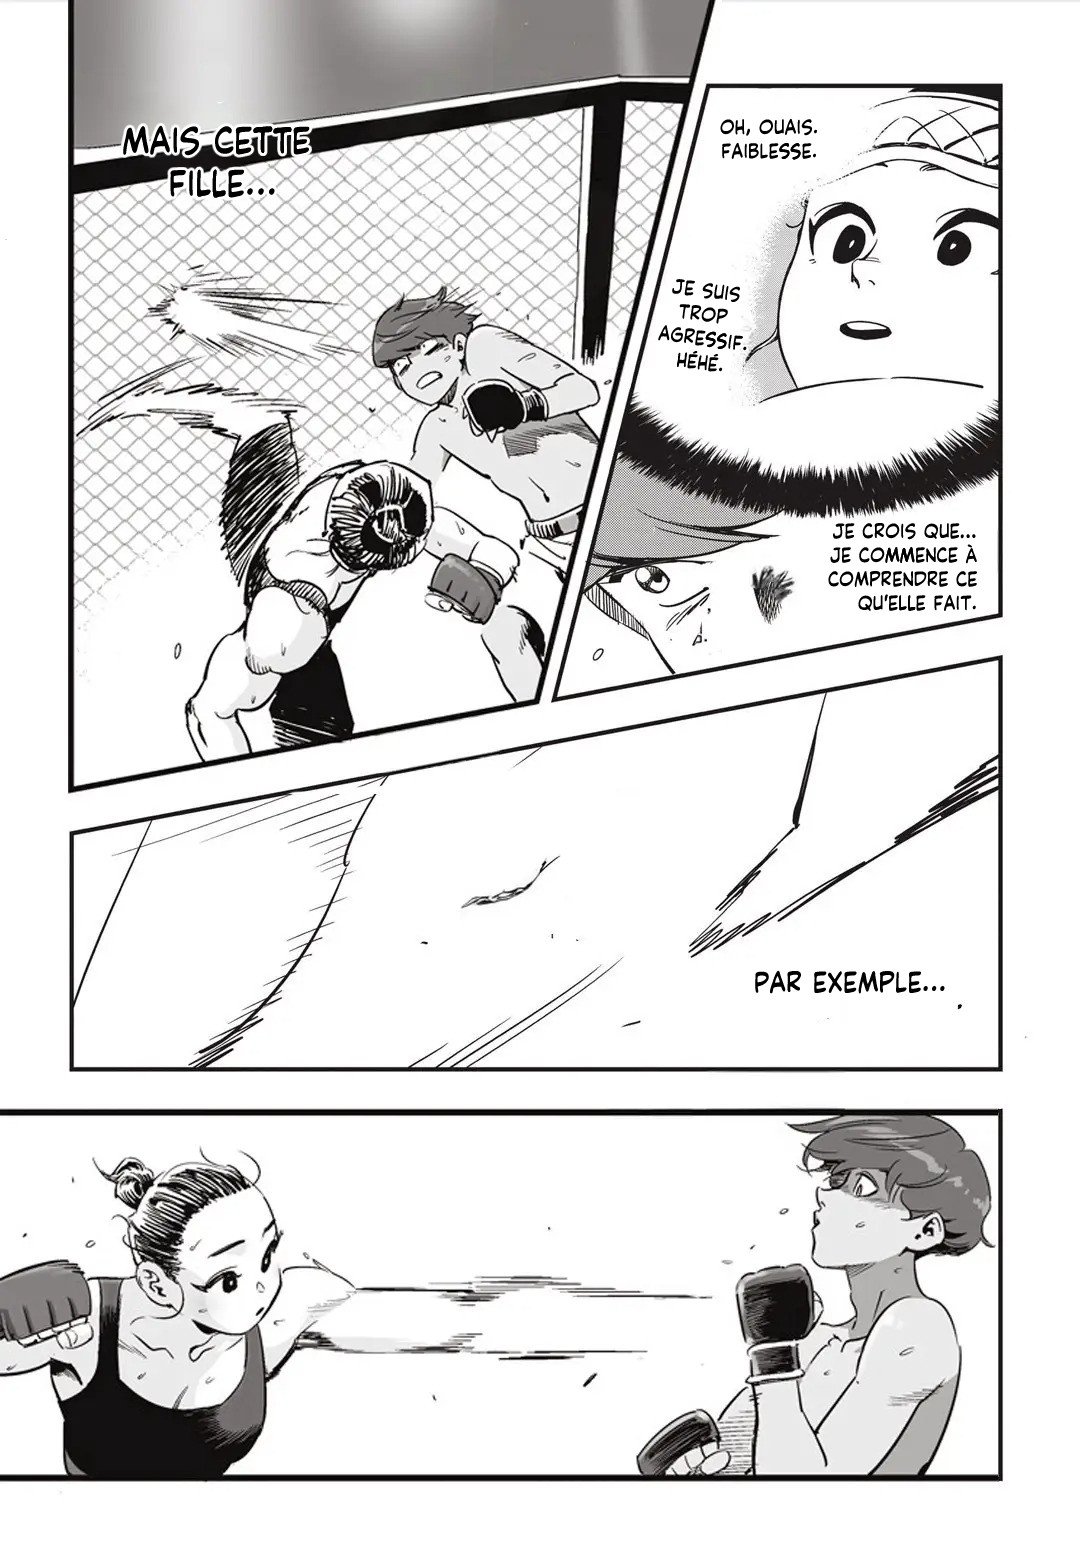 OH, OUAIS.
FAIBLESSE.
JE SUIS
TROP
AGRESSIF.
HÉHÉ.
JE CROIS QUE...
JE COMMENCE À
COMPRENDRE CE
QU'ELLE FAIT.
MAIS CETTE
FILLE...
PAR EXEMPLE...